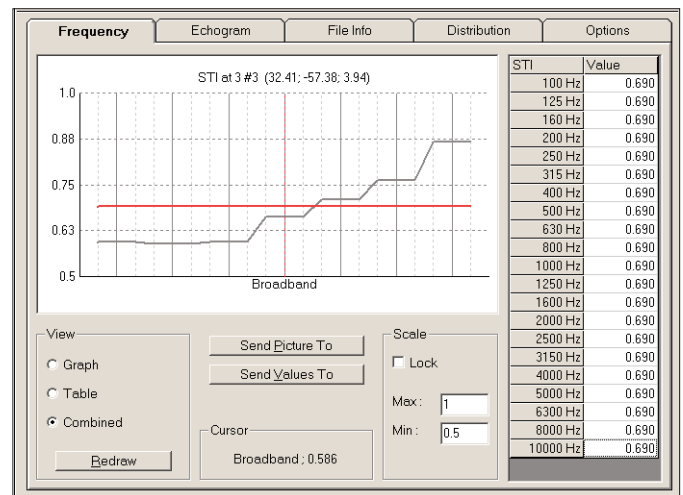 Frequency Echogram File Info Distribution Options
STI at 3 #3 (32.41; -57.38; 3.94)
1.0
0.88
0.75
0.63
0.5
Broadband
STI Value
100 Hz 0.690
125 Hz 0.690
160 Hz 0.690
200 Hz 0.690
250 Hz 0.690
315 Hz 0.690
400 Hz 0.690
500 Hz 0.690
630 Hz 0.690
800 Hz 0.690
1000 Hz 0.690
1250 Hz 0.690
1600 Hz 0.690
2000 Hz 0.690
2500 Hz 0.690
3150 Hz 0.690
4000 Hz 0.690
5000 Hz 0.690
6300 Hz 0.690
8000 Hz 0.690
10000 Hz 0.690
View
Graph
Table
Combined
Redraw
Send Picture To
Send Values To
Cursor
Broadband ; 0.586
Scale
Lock
Max : 1
Min : 0.5